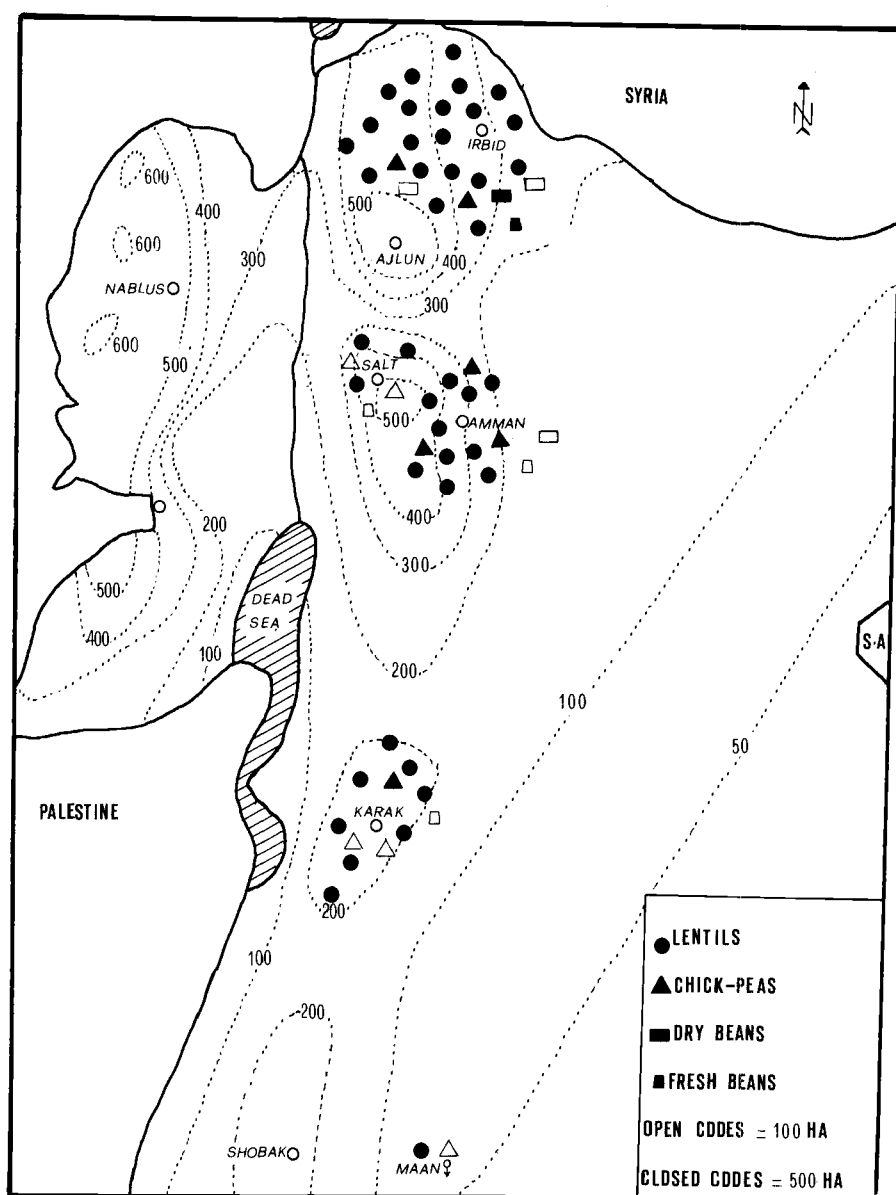 SYRIA
N
IRBID
600
400
500
600
300
AJLUN
400
NABLUS
300
600
500
SALT
500
AMMAN
400
200
300
500
DEAD
SEA
400
100
S·A
200
100
50
PALESTINE
KARAK
200
100
200
SHOBAK
MAAN
LENTILS
CHICK-PEAS
DRY BEANS
FRESH BEANS
OPEN CODES = 100 HA
CLOSED CODES = 500 HA